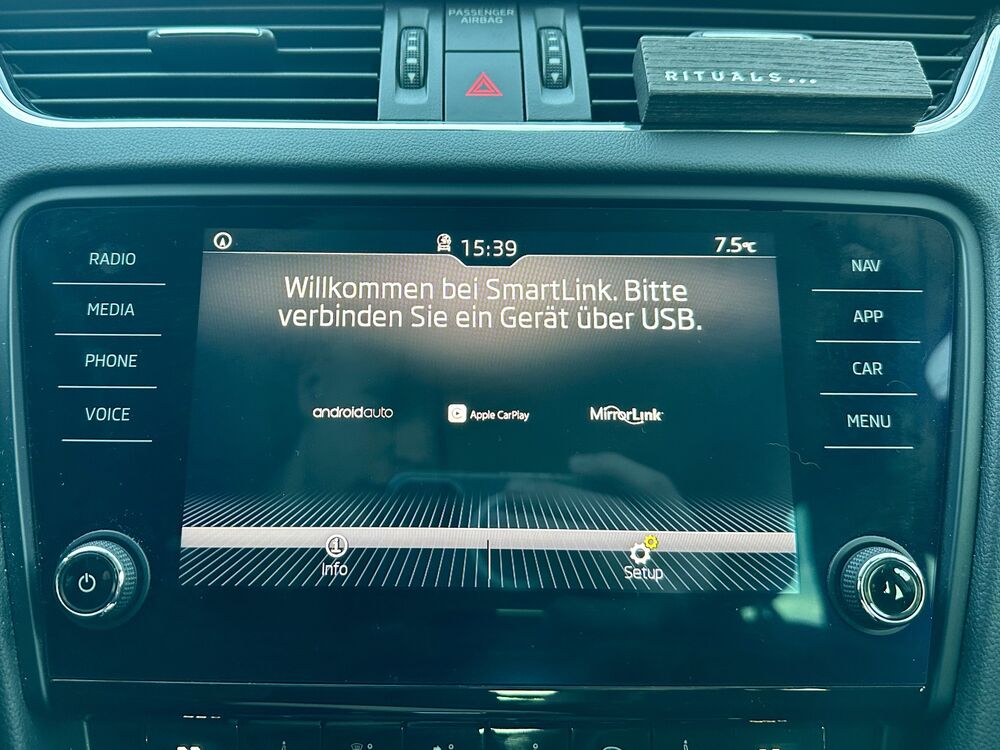 PASSENGER
AIRBAG
RITUALS...
15:39
7.5°C
Willkommen bei SmartLink. Bitte
verbinden Sie ein Gerät über USB.
RADIO
MEDIA
PHONE
VOICE
NAV
APP
CAR
MENU
androidauto
Apple CarPlay
MirrorLink
Info
Setup